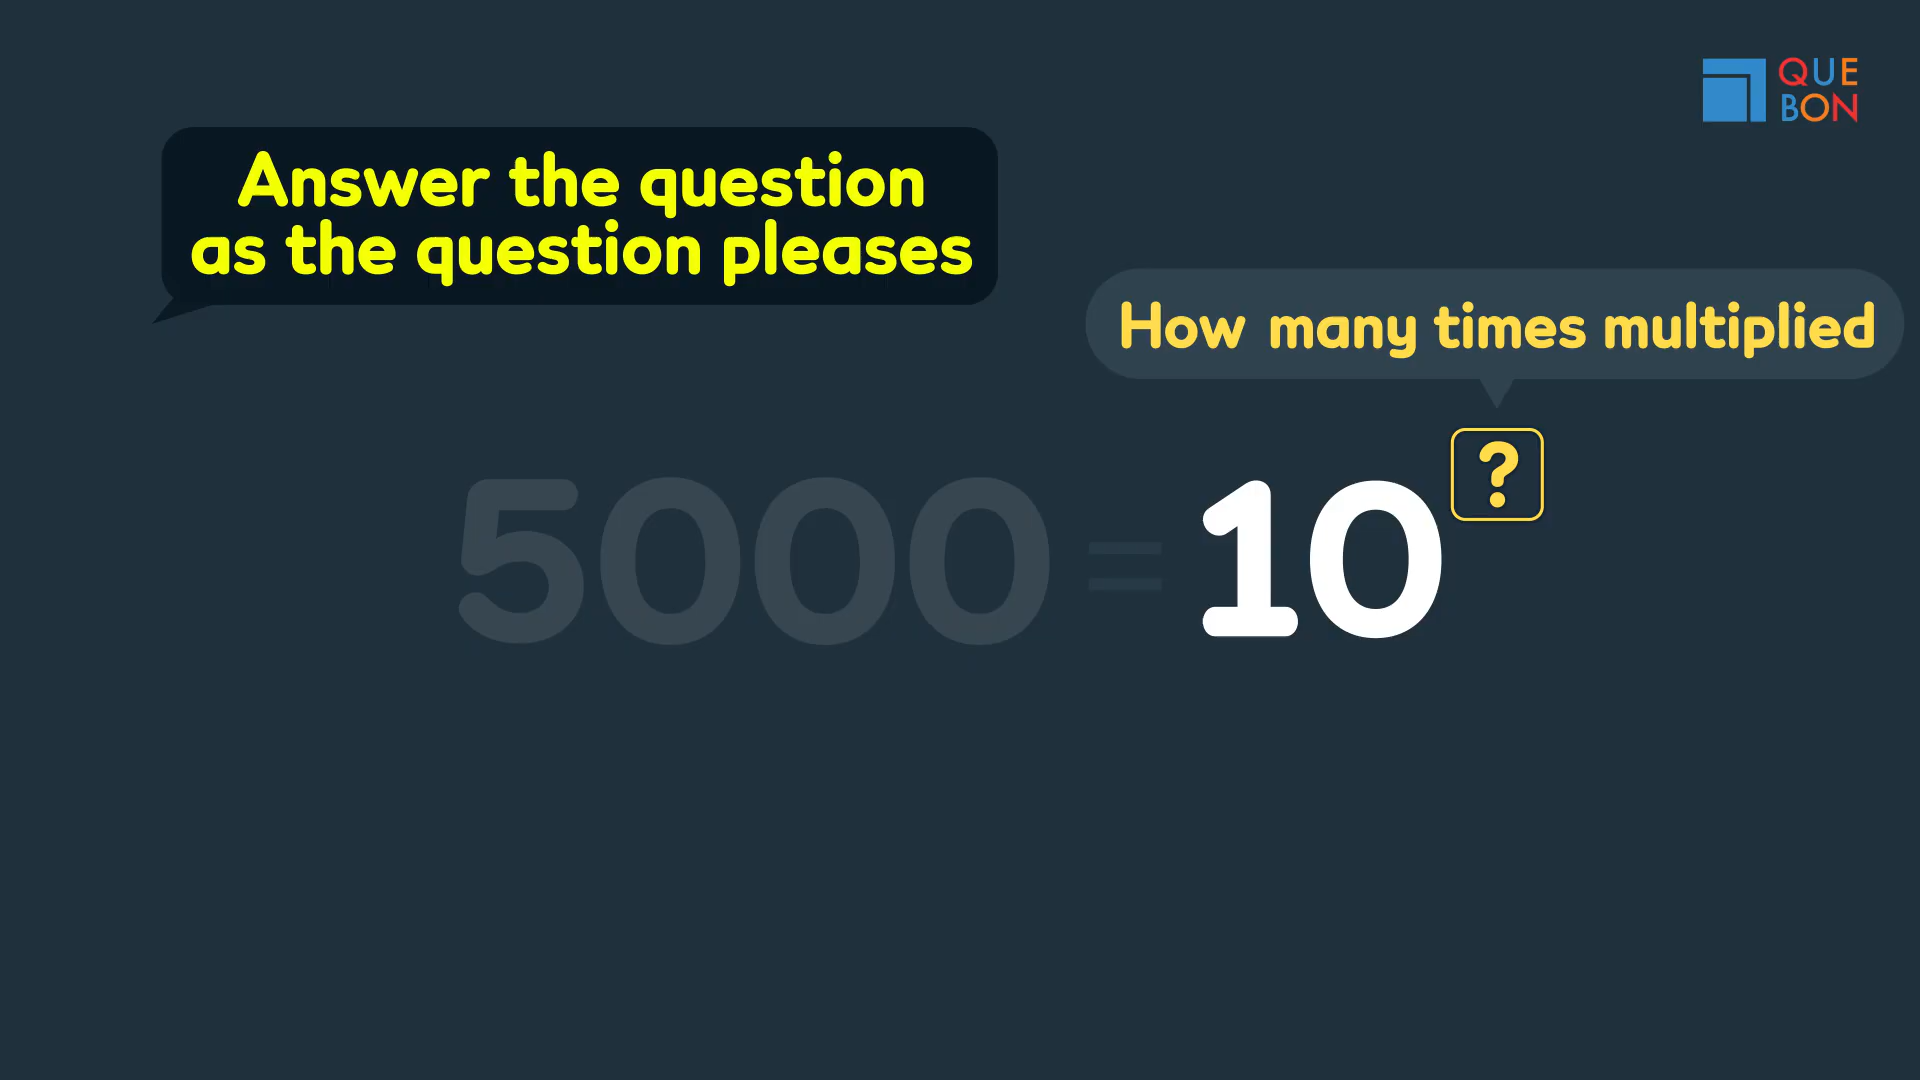 QUE
BON
Answer the question
as the question pleases
How many times multiplied
?
5000 = 10